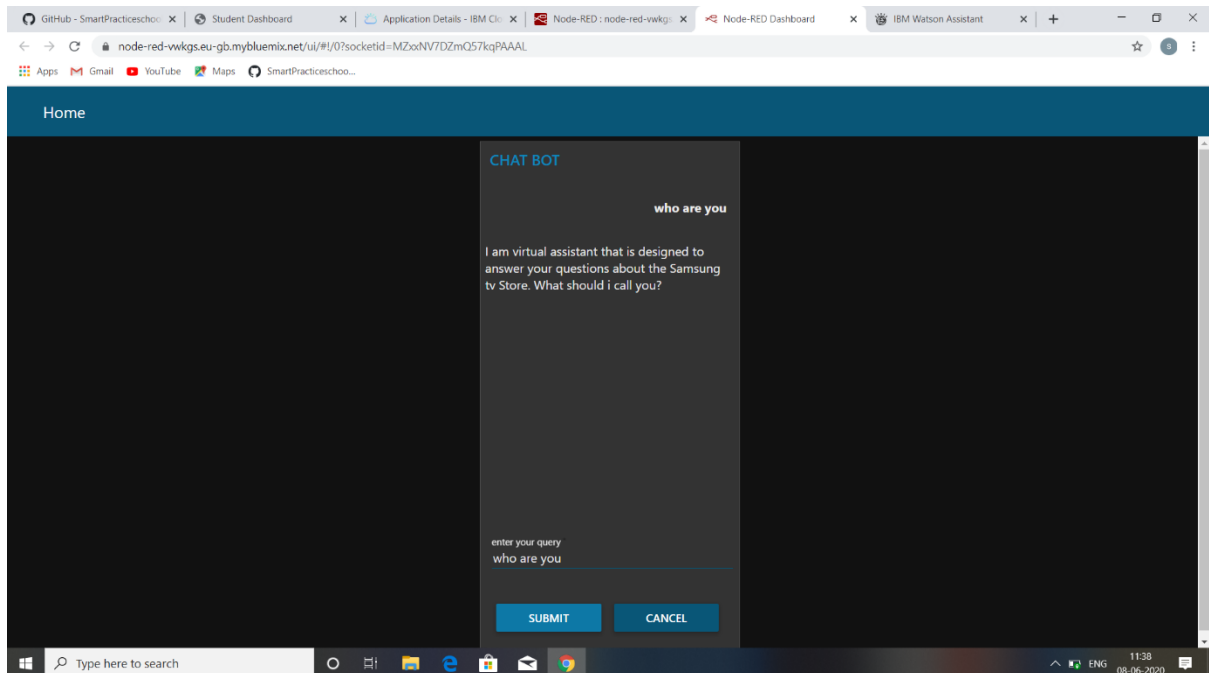 GitHub - SmartPracticeschoo
Student Dashboard
Application Details - IBM Clo
Node-RED : node-red-vwkgs
Node-RED Dashboard
IBM Watson Assistant
node-red-vwkgs.eu-gb.mybluemix.net/ui/#!/0?socketid=MZxxNV7DZmQ57kqPAAAL
S
Apps
Gmail
YouTube
Maps
SmartPracticeschoo...
Home
CHAT BOT
who are you
I am virtual assistant that is designed to
answer your questions about the Samsung
tv Store. What should i call you?
enter your query
who are you
SUBMIT
CANCEL
Type here to search
ENG
11:38
08-06-2020